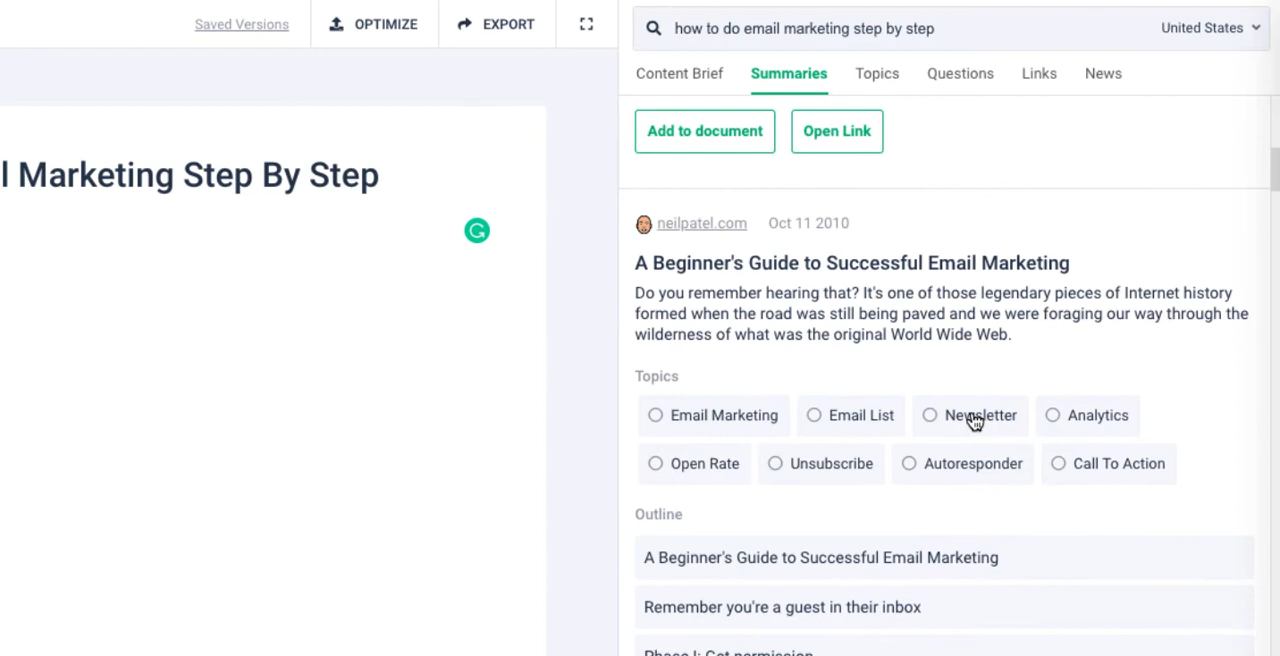 Saved Versions
OPTIMIZE
EXPORT
how to do email marketing step by step
United States
Content Brief
Summaries
Topics
Questions
Links
News
Add to document
Open Link
l Marketing Step By Step
neilpatel.com
Oct 11 2010
A Beginner's Guide to Successful Email Marketing
Do you remember hearing that? It's one of those legendary pieces of Internet history
formed when the road was still being paved and we were foraging our way through the
wilderness of what was the original World Wide Web.
Topics
Email Marketing
Email List
Newsletter
Analytics
Open Rate
Unsubscribe
Autoresponder
Call To Action
Outline
A Beginner's Guide to Successful Email Marketing
Remember you're a guest in their inbox
Phase I: Get permission